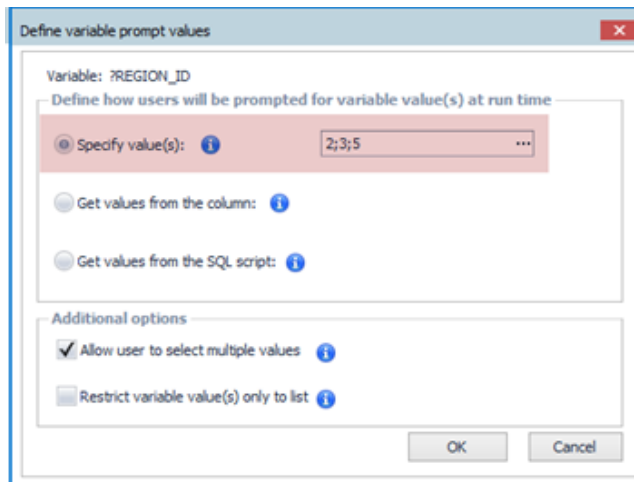 Define variable prompt values
Variable: ?REGION_ID
Define how users will be prompted for variable value(s) at run time
Specify value(s):
2;3;5
...
Get values from the column:
Get values from the SQL script:
Additional options
Allow user to select multiple values
Restrict variable value(s) only to list
OK
Cancel